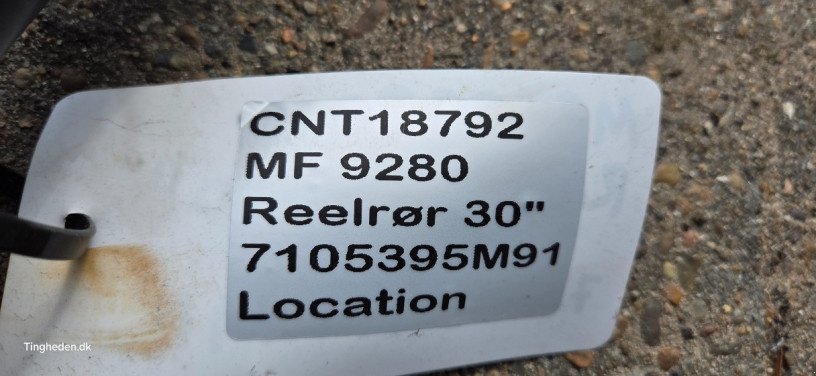 CNT18792
MF 9280
Reelrør 30"
7105395M91
Location
Tingheden.dk